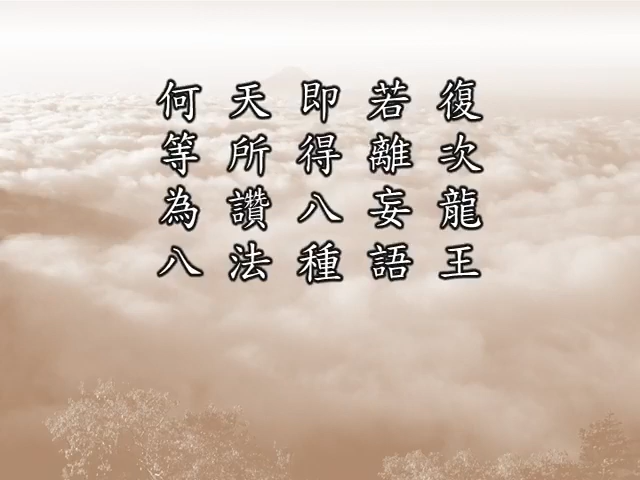 復次龍王
若離妄語
即得八種
天所讚法
何等為八